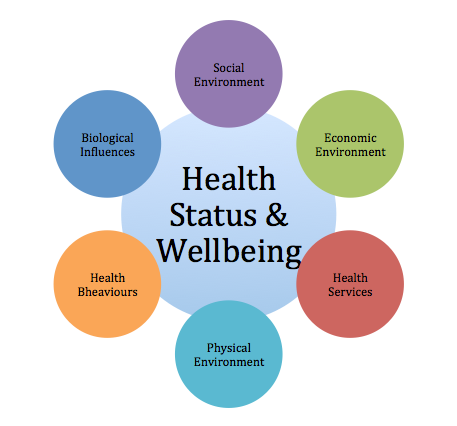 Social
Environment
Biological
Influences
Economic
Environment
Health
Status &
Wellbeing
Health
Bheaviours
Health
Services
Physical
Environment